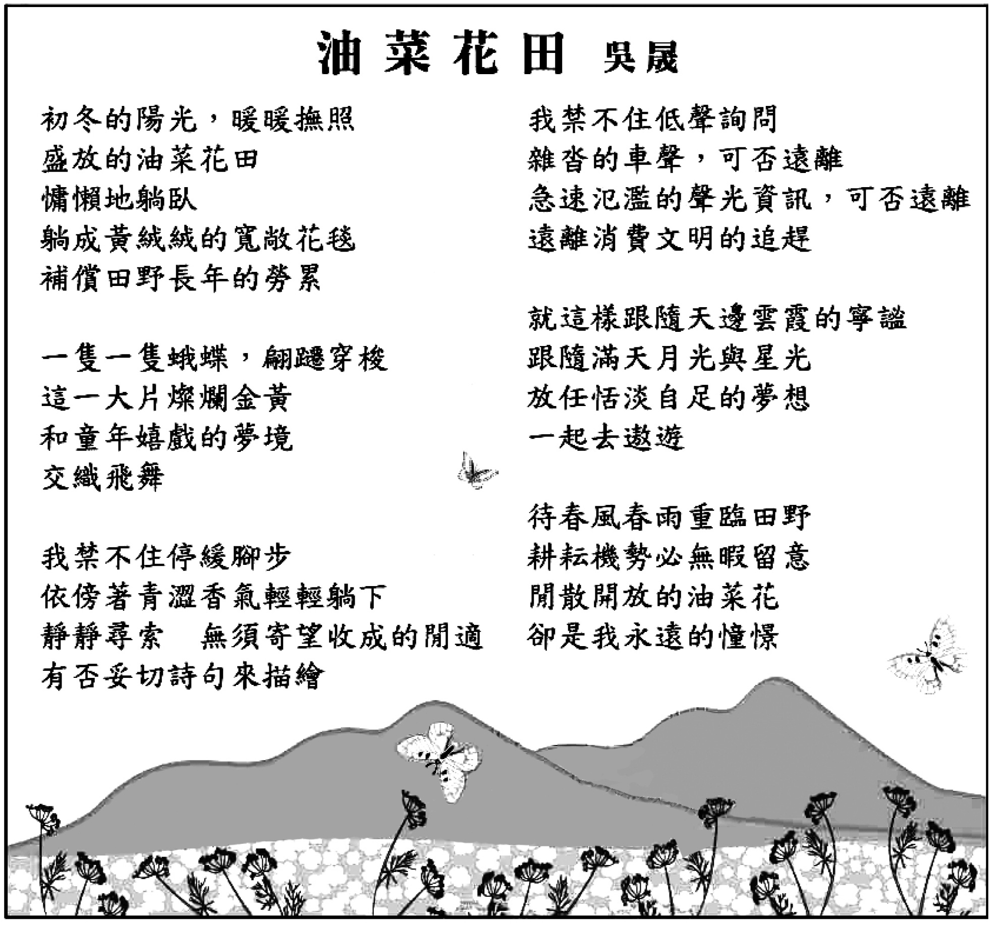 油菜花田 吳晟
初冬的陽光，暖暖撫照
盛放的油菜花田
慵懶地躺臥
躺成黃絨絨的寬敞花毯
補償田野長年的勞累
一隻一隻蛾蝶，翩躚穿梭
這一大片燦爛金黃
和童年嬉戲的夢境
交織飛舞
我禁不住停緩腳步
依傍著青澀香氣輕輕躺下
靜靜尋索　無須寄望收成的閒適
有否妥切詩句來描繪
我禁不住低聲詢問
雜沓的車聲，可否遠離
急速氾濫的聲光資訊，可否遠離
遠離消費文明的追趕
就這樣跟隨天邊雲霞的寧謐
跟隨滿天月光與星光
放任恬淡自足的夢想
一起去遨遊
待春風春雨重臨田野
耕耘機勢必無暇留意
閒散開放的油菜花
卻是我永遠的憧憬